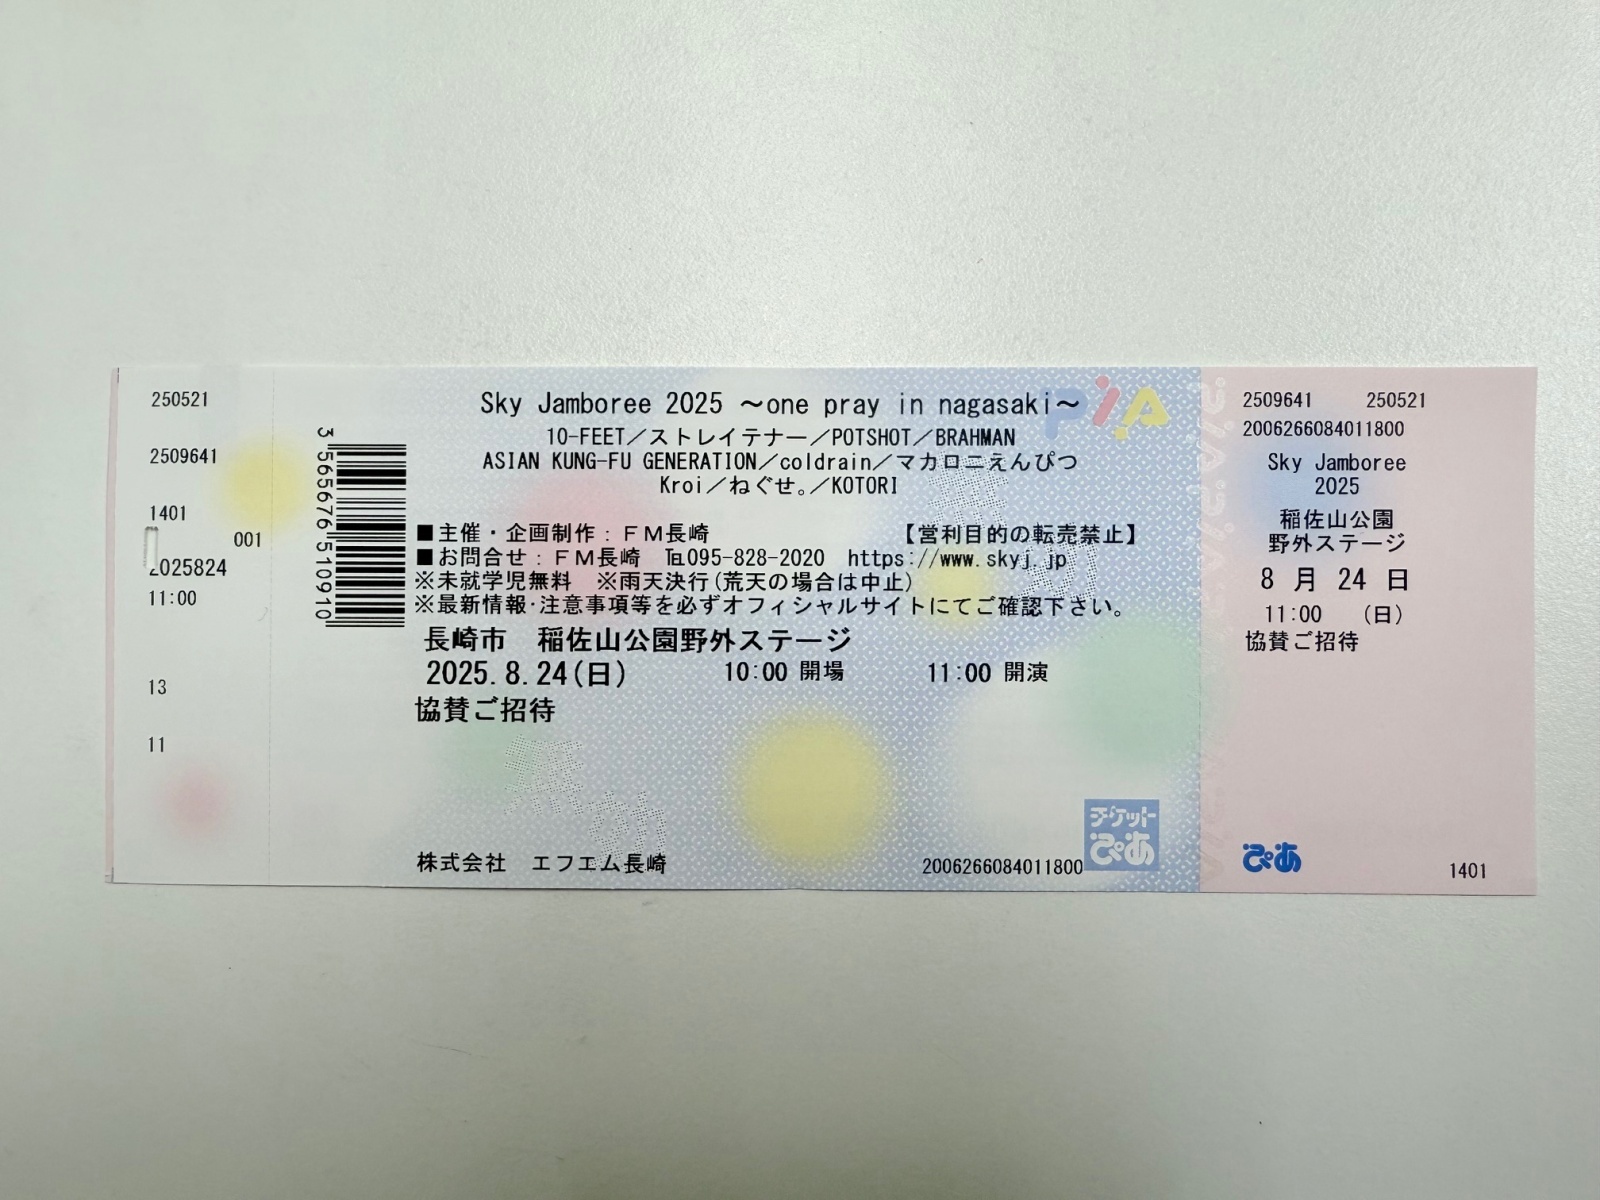 250521
2509641
1401
001
2025824
11:00
13
11
3 565676 510910
PIA
Sky Jamboree 2025 ～one pray in nagasaki～
10-FEET／ストレイテナー／POTSHOT／BRAHMAN
ASIAN KUNG-FU GENERATION／coldrain／マカロニえんぴつ
Kroi／ねぐせ。／KOTORI
■主催・企画制作：ＦＭ長崎 【営利目的の転売禁止】
■お問合せ：ＦＭ長崎 ℡095-828-2020 https://www.skyj.jp
※未就学児無料 ※雨天決行(荒天の場合は中止)
※最新情報･注意事項等を必ずオフィシャルサイトにてご確認下さい。
長崎市 稲佐山公園野外ステージ
2025.8.24(日) 10:00 開場 11:00 開演
協賛ご招待
株式会社 エフエム長崎
2006266084011800
チケット
ぴあ
2509641 250521
2006266084011800
Sky Jamboree
2025
稲佐山公園
野外ステージ
8 月 24 日
11:00 (日)
協賛ご招待
ぴあ
1401